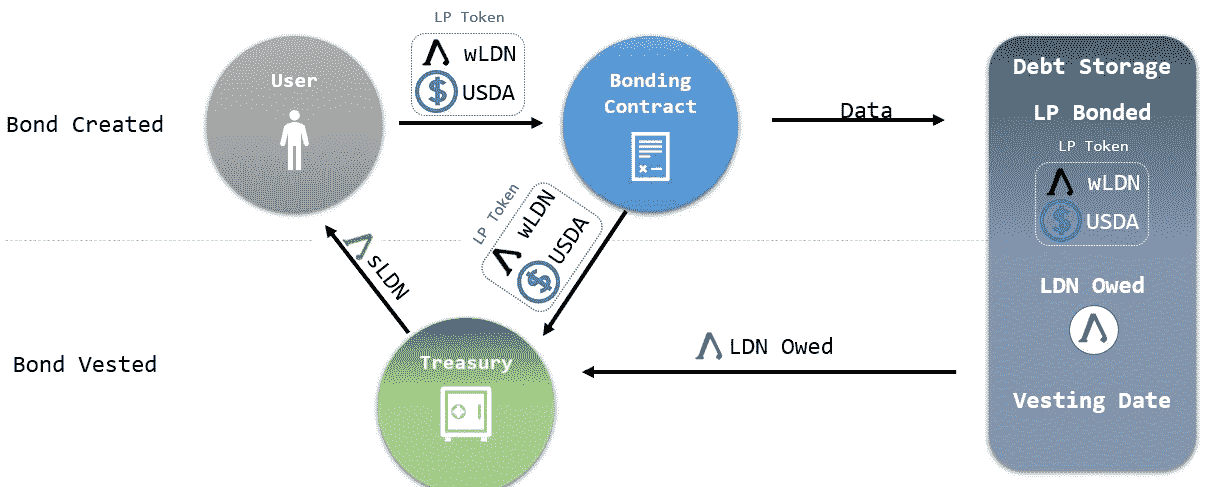 LP Token
wLDN
USDA
User
Bonding
Contract
Bond Created
Data
Debt Storage
LP Bonded
LP Token
wLDN
USDA
LP Token
wLDN
USDA
sLDN
LDN Owed
Bond Vested
Treasury
LDN Owed
Vesting Date